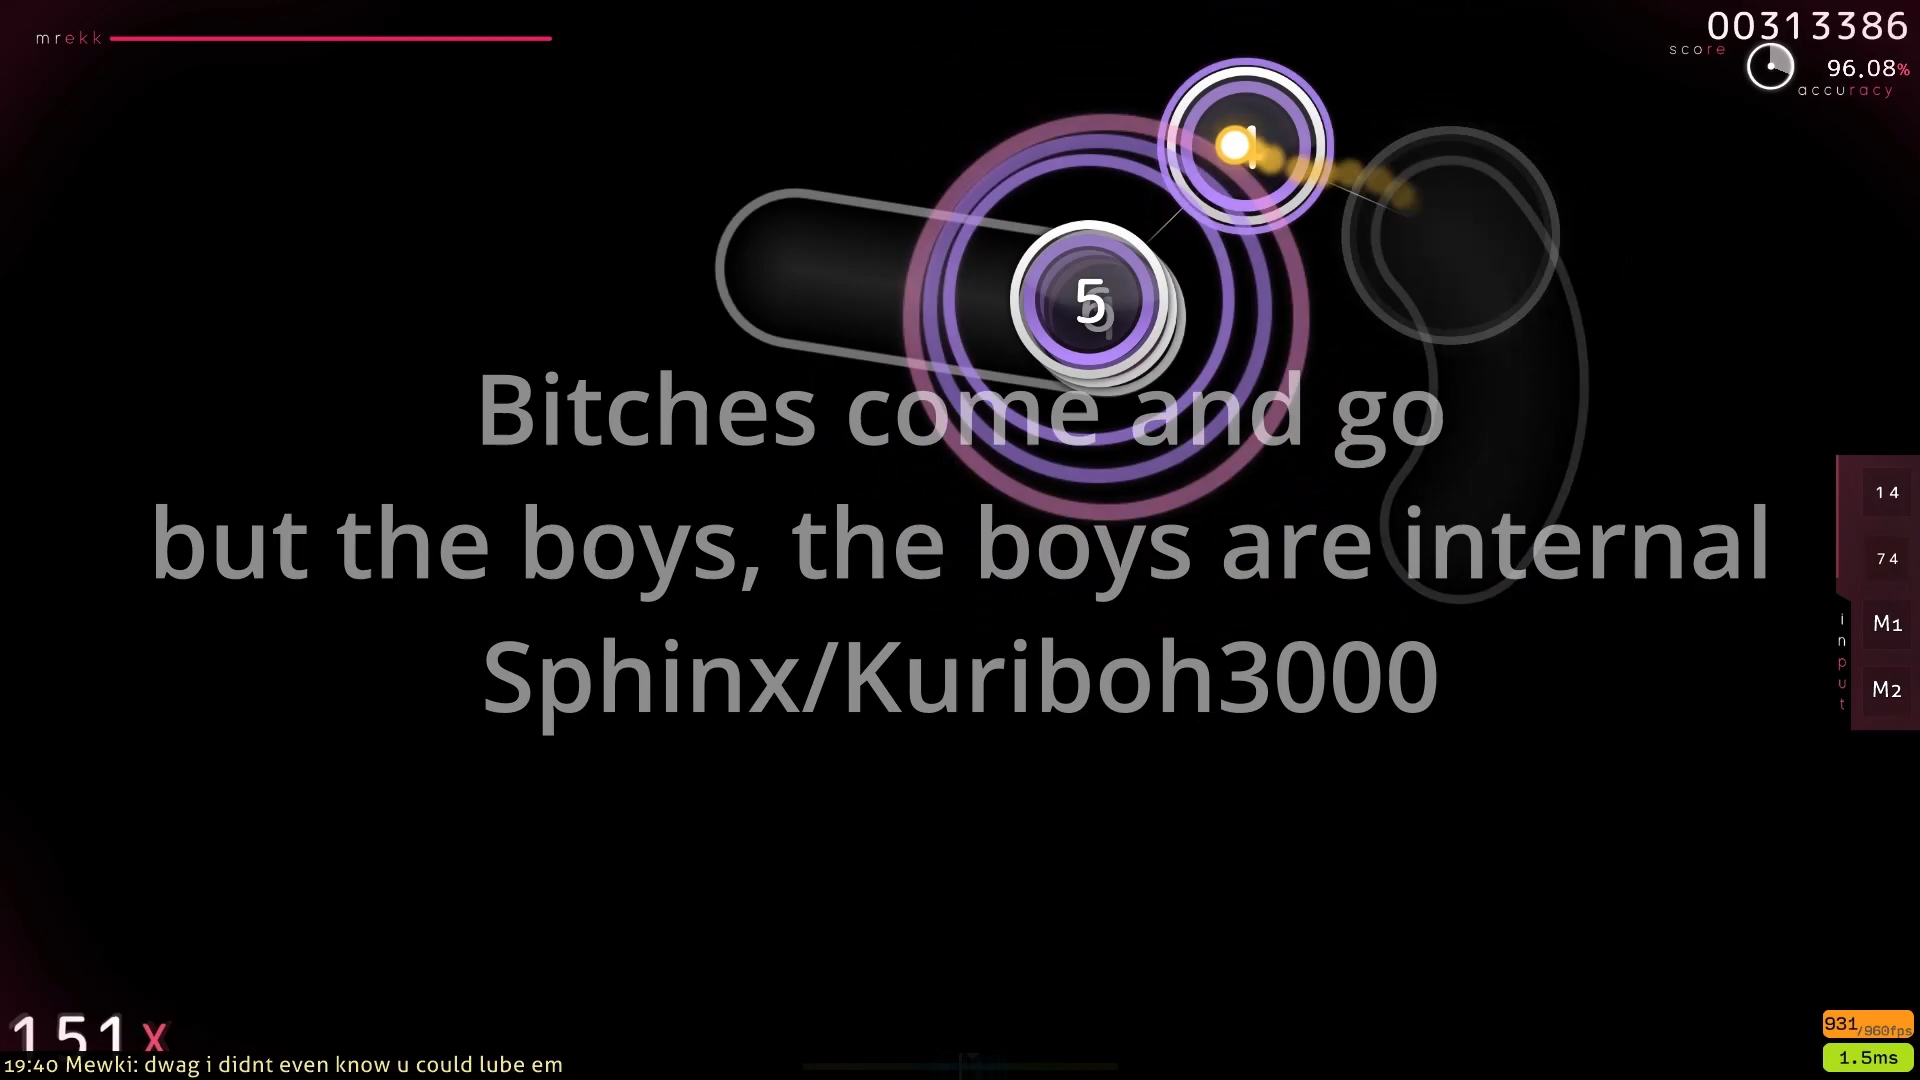 mrekk
00313386
score
96.08%
accuracy
5
Bitches come and go
but the boys, the boys are internal
Sphinx/Kuriboh3000
14
74
M1
M2
input
151x
19:40 Mewki: dwag i didnt even know u could lube em
931/960fps
1.5ms